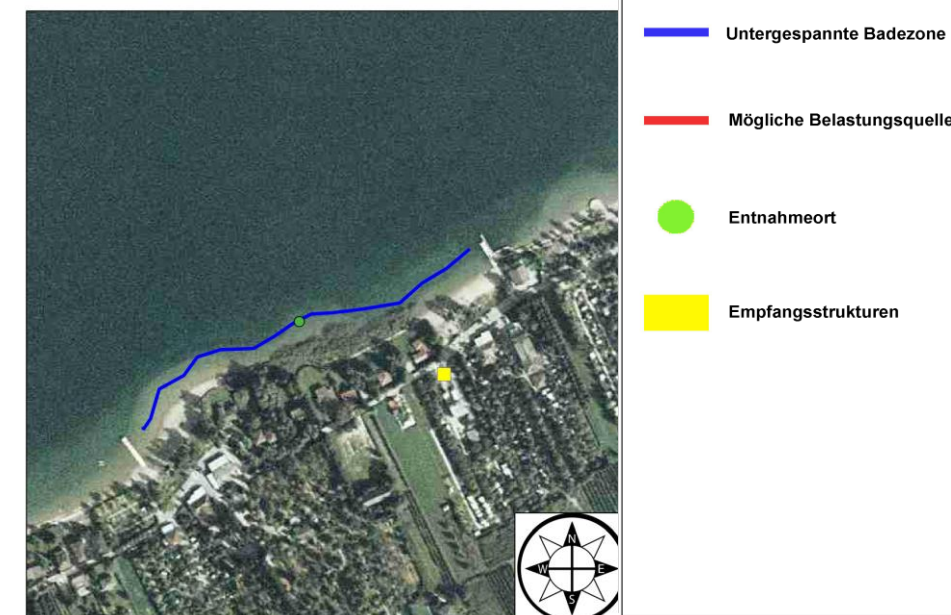 Untergespannte Badezone
Mögliche Belastungsquelle
Entnahmeort
Empfangsstrukturen
N
W E
S